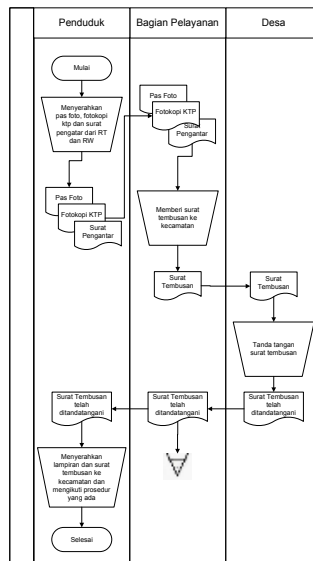 Penduduk
Bagian Pelayanan
Desa
Mulai
Menyerahkan
pas foto, fotokopi
ktp dan surat
pengatar dari RT
dan RW
Pas Foto
Fotokopi KTP
Surat
Pengantar
Pas Foto
Fotokopi KTP
Surat
Pengantar
Memberi surat
tembusan ke
kecamatan
Surat
Tembusan
Surat
Tembusan
Tanda tangan
surat tembusan
Surat Tembusan
telah
ditandatangani
Surat Tembusan
telah
ditandatangani
Surat Tembusan
telah
ditandatangani
Menyerahkan
lampiran dan surat
tembusan ke
kecamatan dan
mengikuti prosedur
yang ada
Selesai